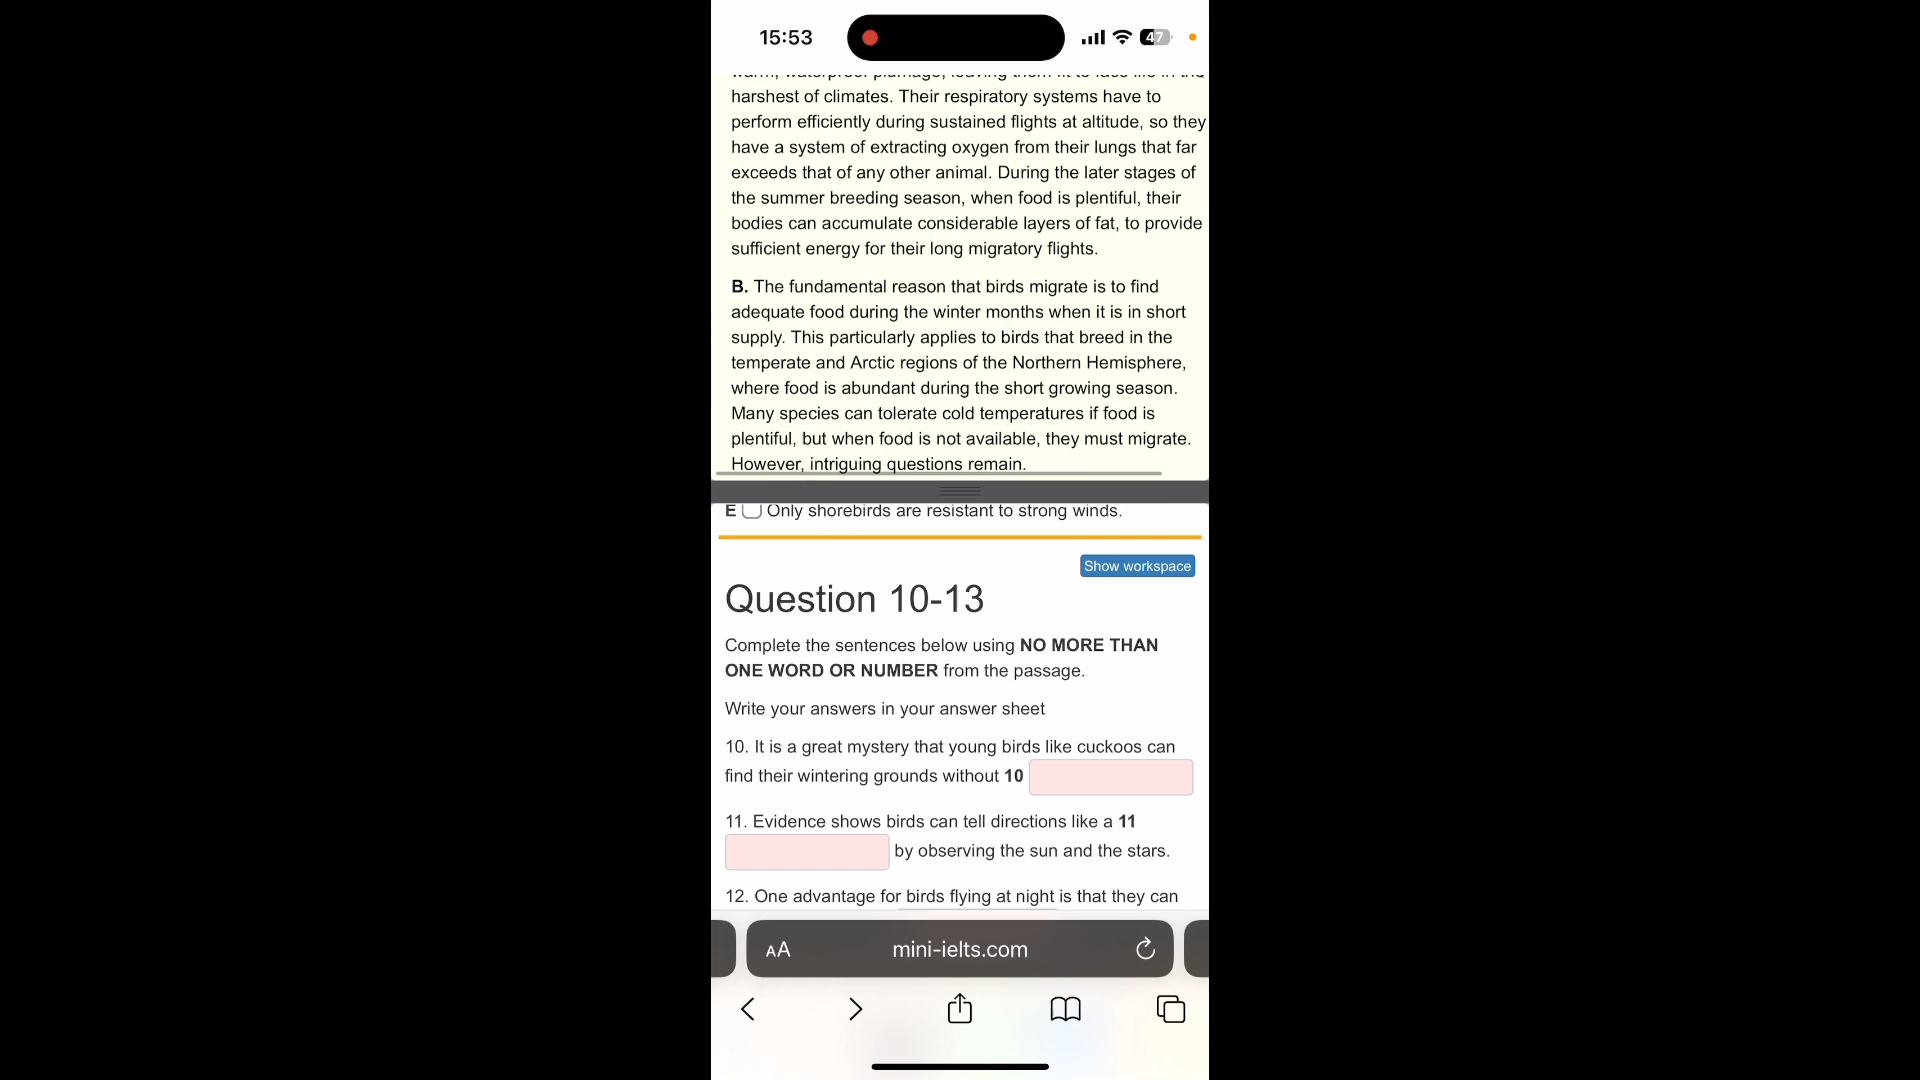 15:53
47
harshest of climates. Their respiratory systems have to
perform efficiently during sustained flights at altitude, so they
have a system of extracting oxygen from their lungs that far
exceeds that of any other animal. During the later stages of
the summer breeding season, when food is plentiful, their
bodies can accumulate considerable layers of fat, to provide
sufficient energy for their long migratory flights.
B. The fundamental reason that birds migrate is to find
adequate food during the winter months when it is in short
supply. This particularly applies to birds that breed in the
temperate and Arctic regions of the Northern Hemisphere,
where food is abundant during the short growing season.
Many species can tolerate cold temperatures if food is
plentiful, but when food is not available, they must migrate.
However, intriguing questions remain.
E Only shorebirds are resistant to strong winds.
Show workspace
Question 10-13
Complete the sentences below using NO MORE THAN
ONE WORD OR NUMBER from the passage.
Write your answers in your answer sheet
10. It is a great mystery that young birds like cuckoos can
find their wintering grounds without 10
11. Evidence shows birds can tell directions like a 11
by observing the sun and the stars.
12. One advantage for birds flying at night is that they can
AA mini-ielts.com